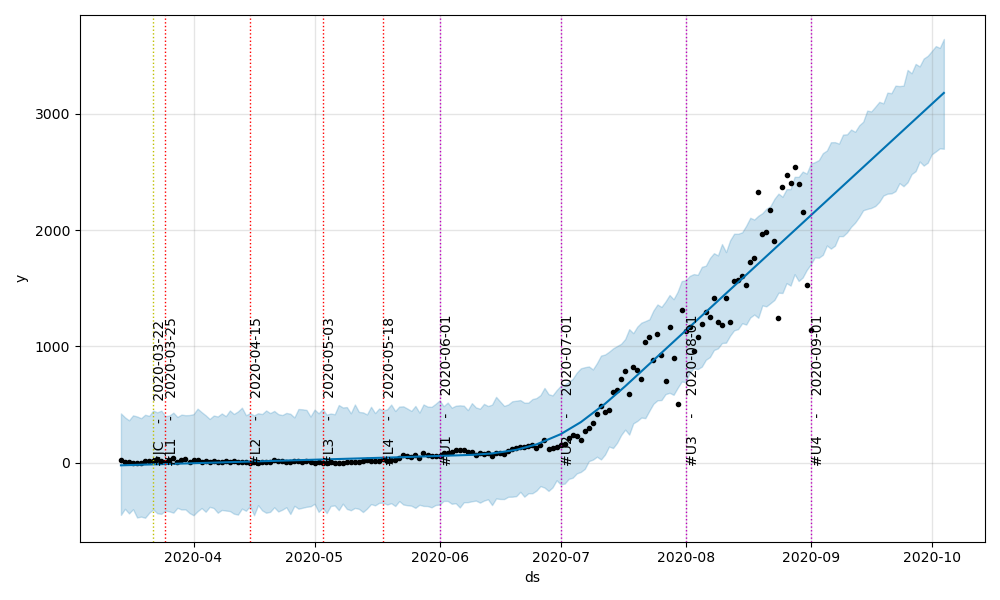 3000
2000
1000
0
y
#JC - 2020-03-22
#L1 - 2020-03-25
#L2 - 2020-04-15
#L3 - 2020-05-03
#L4 - 2020-05-18
#U1 - 2020-06-01
#U2 - 2020-07-01
#U3 - 2020-08-01
#U4 - 2020-09-01
2020-04
2020-05
2020-06
2020-07
2020-08
2020-09
2020-10
ds